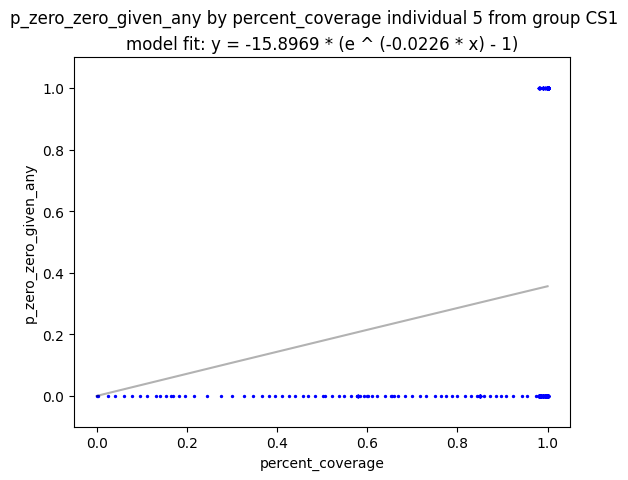 p_zero_zero_given_any by percent_coverage individual 5 from group CS1
model fit: y = -15.8969 * (e ^ (-0.0226 * x) - 1)
1.0
0.8
0.6
0.4
0.2
0.0
p_zero_zero_given_any
0.0 0.2 0.4 0.6 0.8 1.0
percent_coverage